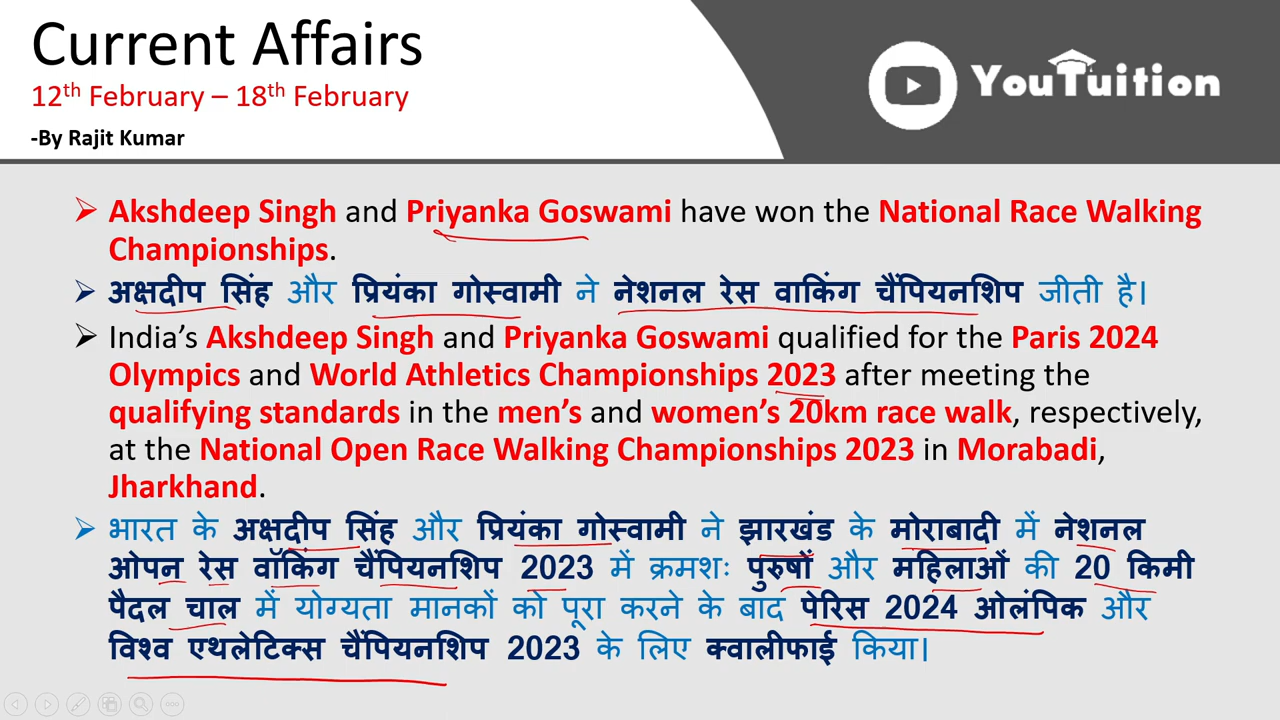 Current Affairs
12th February – 18th February
-By Rajit Kumar
YouTuition
Akshdeep Singh and Priyanka Goswami have won the National Race Walking
Championships.
अक्षदीप सिंह और प्रियंका गोस्वामी ने नेशनल रेस वाकिंग चैंपियनशिप जीती है।
India’s Akshdeep Singh and Priyanka Goswami qualified for the Paris 2024
Olympics and World Athletics Championships 2023 after meeting the
qualifying standards in the men’s and women’s 20km race walk, respectively,
at the National Open Race Walking Championships 2023 in Morabadi,
Jharkhand.
भारत के अक्षदीप सिंह और प्रियंका गोस्वामी ने झारखंड के मोराबादी में नेशनल
ओपन रेस वॉकिंग चैंपियनशिप 2023 में क्रमशः पुरुषों और महिलाओं की 20 किमी
पैदल चाल में योग्यता मानकों को पूरा करने के बाद पेरिस 2024 ओलंपिक और
विश्व एथलेटिक्स चैंपियनशिप 2023 के लिए क्वालीफाई किया।